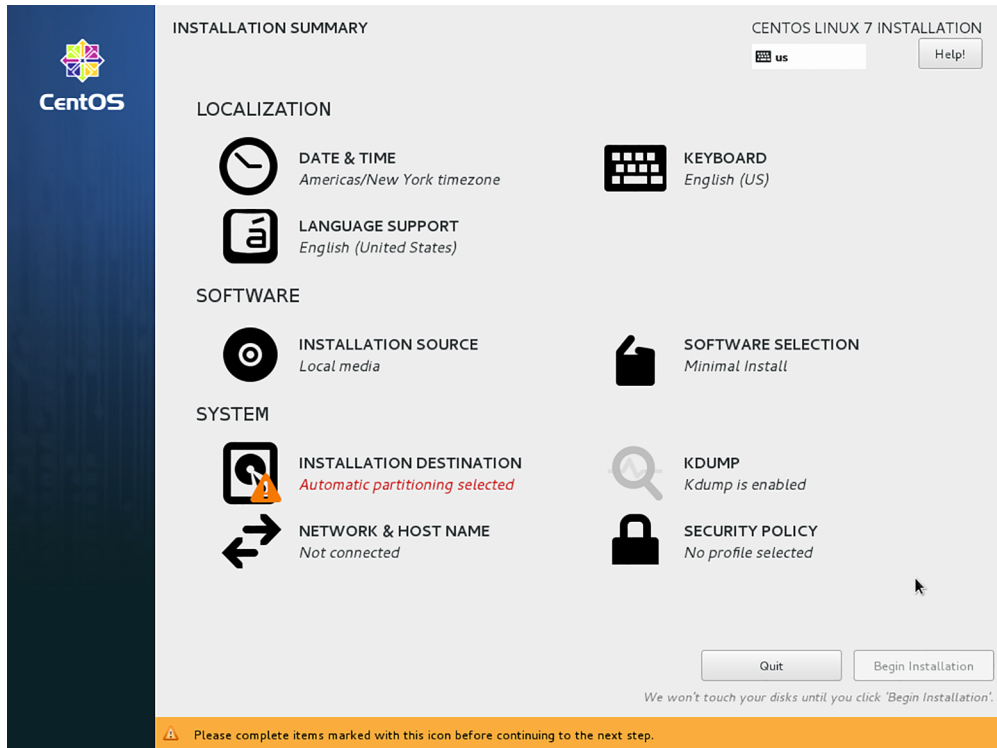 CentOS
INSTALLATION SUMMARY
CENTOS LINUX 7 INSTALLATION
us
Help!
LOCALIZATION
DATE & TIME
Americas/New York timezone
KEYBOARD
English (US)
á
LANGUAGE SUPPORT
English (United States)
SOFTWARE
INSTALLATION SOURCE
Local media
SOFTWARE SELECTION
Minimal Install
SYSTEM
INSTALLATION DESTINATION
Automatic partitioning selected
KDUMP
Kdump is enabled
NETWORK & HOST NAME
Not connected
SECURITY POLICY
No profile selected
Quit
Begin Installation
We won't touch your disks until you click 'Begin Installation'.
Please complete items marked with this icon before continuing to the next step.